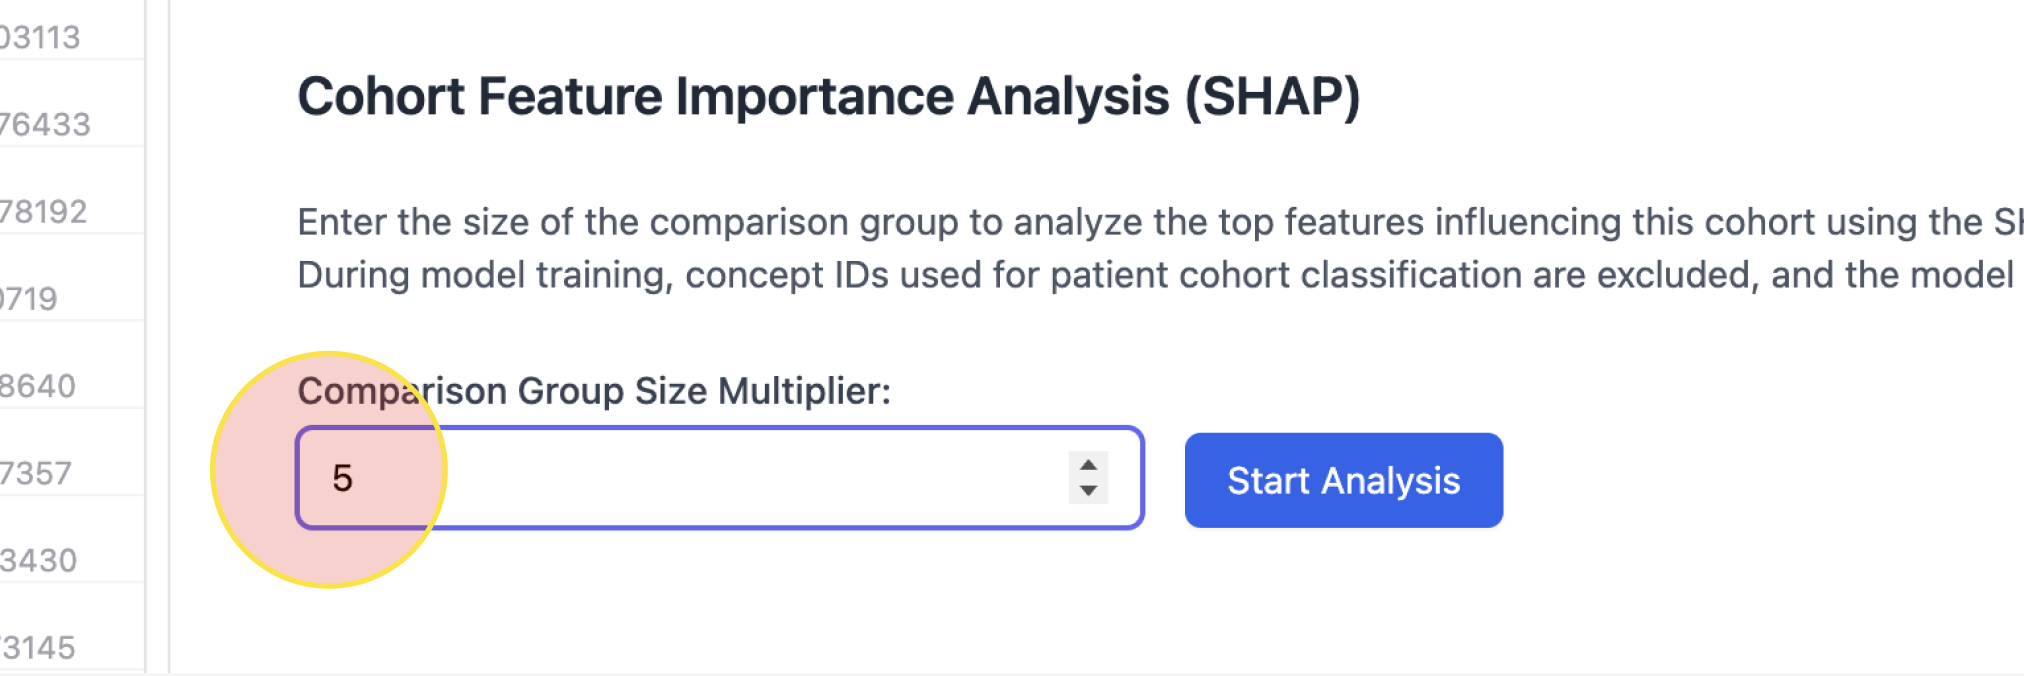 03113
76433
78192
0719
8640
7357
3430
3145
Cohort Feature Importance Analysis (SHAP)
Enter the size of the comparison group to analyze the top features influencing this cohort using the
During model training, concept IDs used for patient cohort classification are excluded, and the model
Comparison Group Size Multiplier:
5
Start Analysis